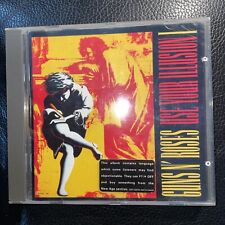 GUNS N' ROSES
USE YOUR ILLUSION I
This album contains language
which some listeners may find
objectionable. They can F?!* OFF
and buy something from the
New Age section.